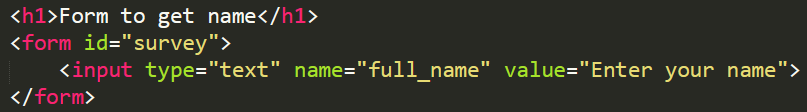 <h1>Form to get name</h1>
<form id="survey">
    <input type="text" name="full_name" value="Enter your name">
</form>